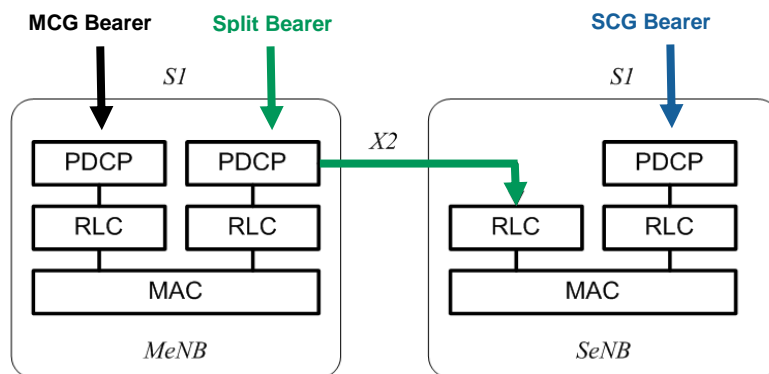 MCG Bearer
Split Bearer
SCG Bearer
S1
S1
X2
PDCP
PDCP
PDCP
RLC
RLC
RLC
RLC
MAC
MAC
MeNB
SeNB